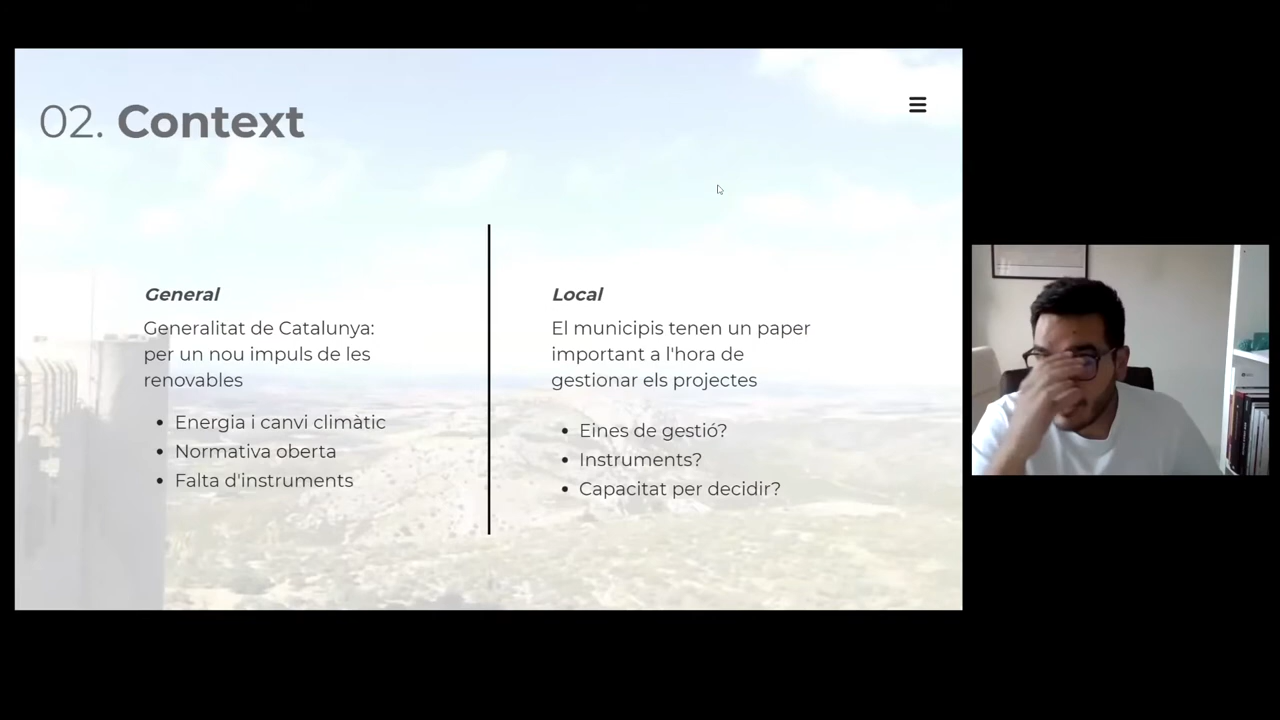 02. Context
General
Generalitat de Catalunya:
per un nou impuls de les
renovables
• Energia i canvi climàtic
• Normativa oberta
• Falta d'instruments
Local
El municipis tenen un paper
important a l'hora de
gestionar els projectes
• Eines de gestió?
• Instruments?
• Capacitat per decidir?